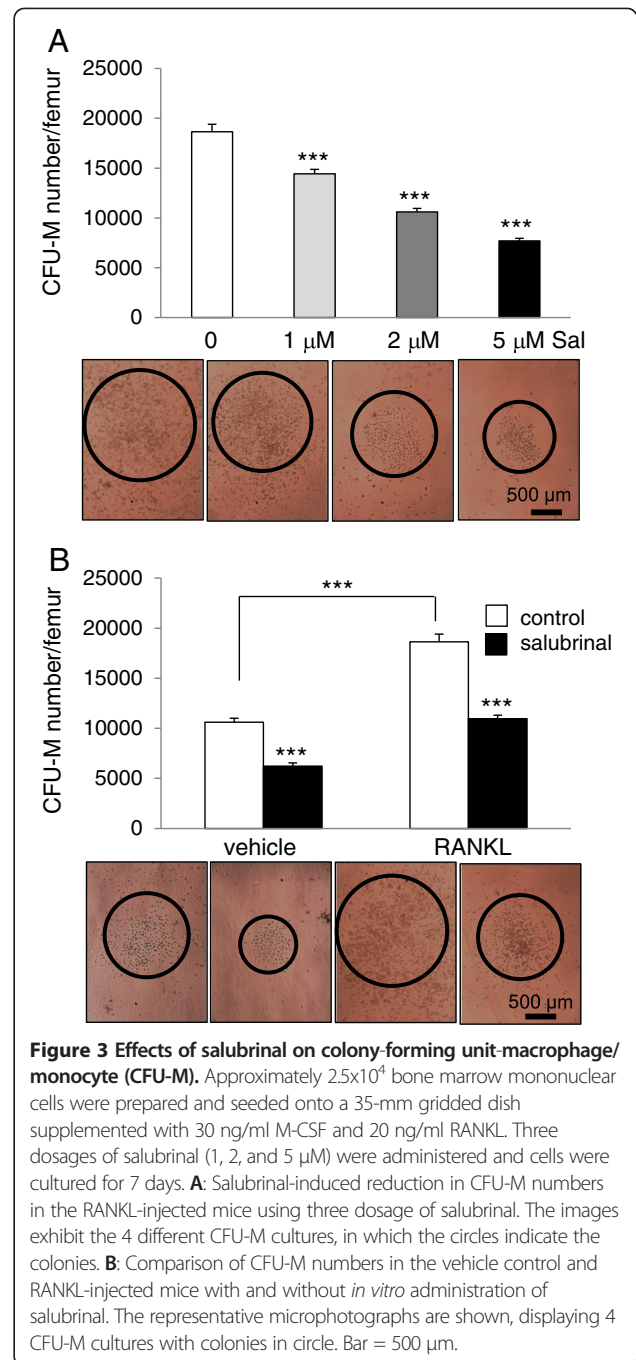 A
CFU-M number/femur
25000
20000
15000
10000
5000
0
***
***
***
0 1 μM 2 μM 5 μM Sal
500 μm
B
CFU-M number/femur
25000
20000
15000
10000
5000
0
***
control
salubrinal
***
***
vehicle RANKL
500 μm
Figure 3 Effects of salubrinal on colony-forming unit-macrophage/
monocyte (CFU-M). Approximately 2.5x10⁴ bone marrow mononuclear
cells were prepared and seeded onto a 35-mm gridded dish
supplemented with 30 ng/ml M-CSF and 20 ng/ml RANKL. Three
dosages of salubrinal (1, 2, and 5 μM) were administered and cells were
cultured for 7 days. A: Salubrinal-induced reduction in CFU-M numbers
in the RANKL-injected mice using three dosage of salubrinal. The images
exhibit the 4 different CFU-M cultures, in which the circles indicate the
colonies. B: Comparison of CFU-M numbers in the vehicle control and
RANKL-injected mice with and without in vitro administration of
salubrinal. The representative microphotographs are shown, displaying 4
CFU-M cultures with colonies in circle. Bar = 500 μm.